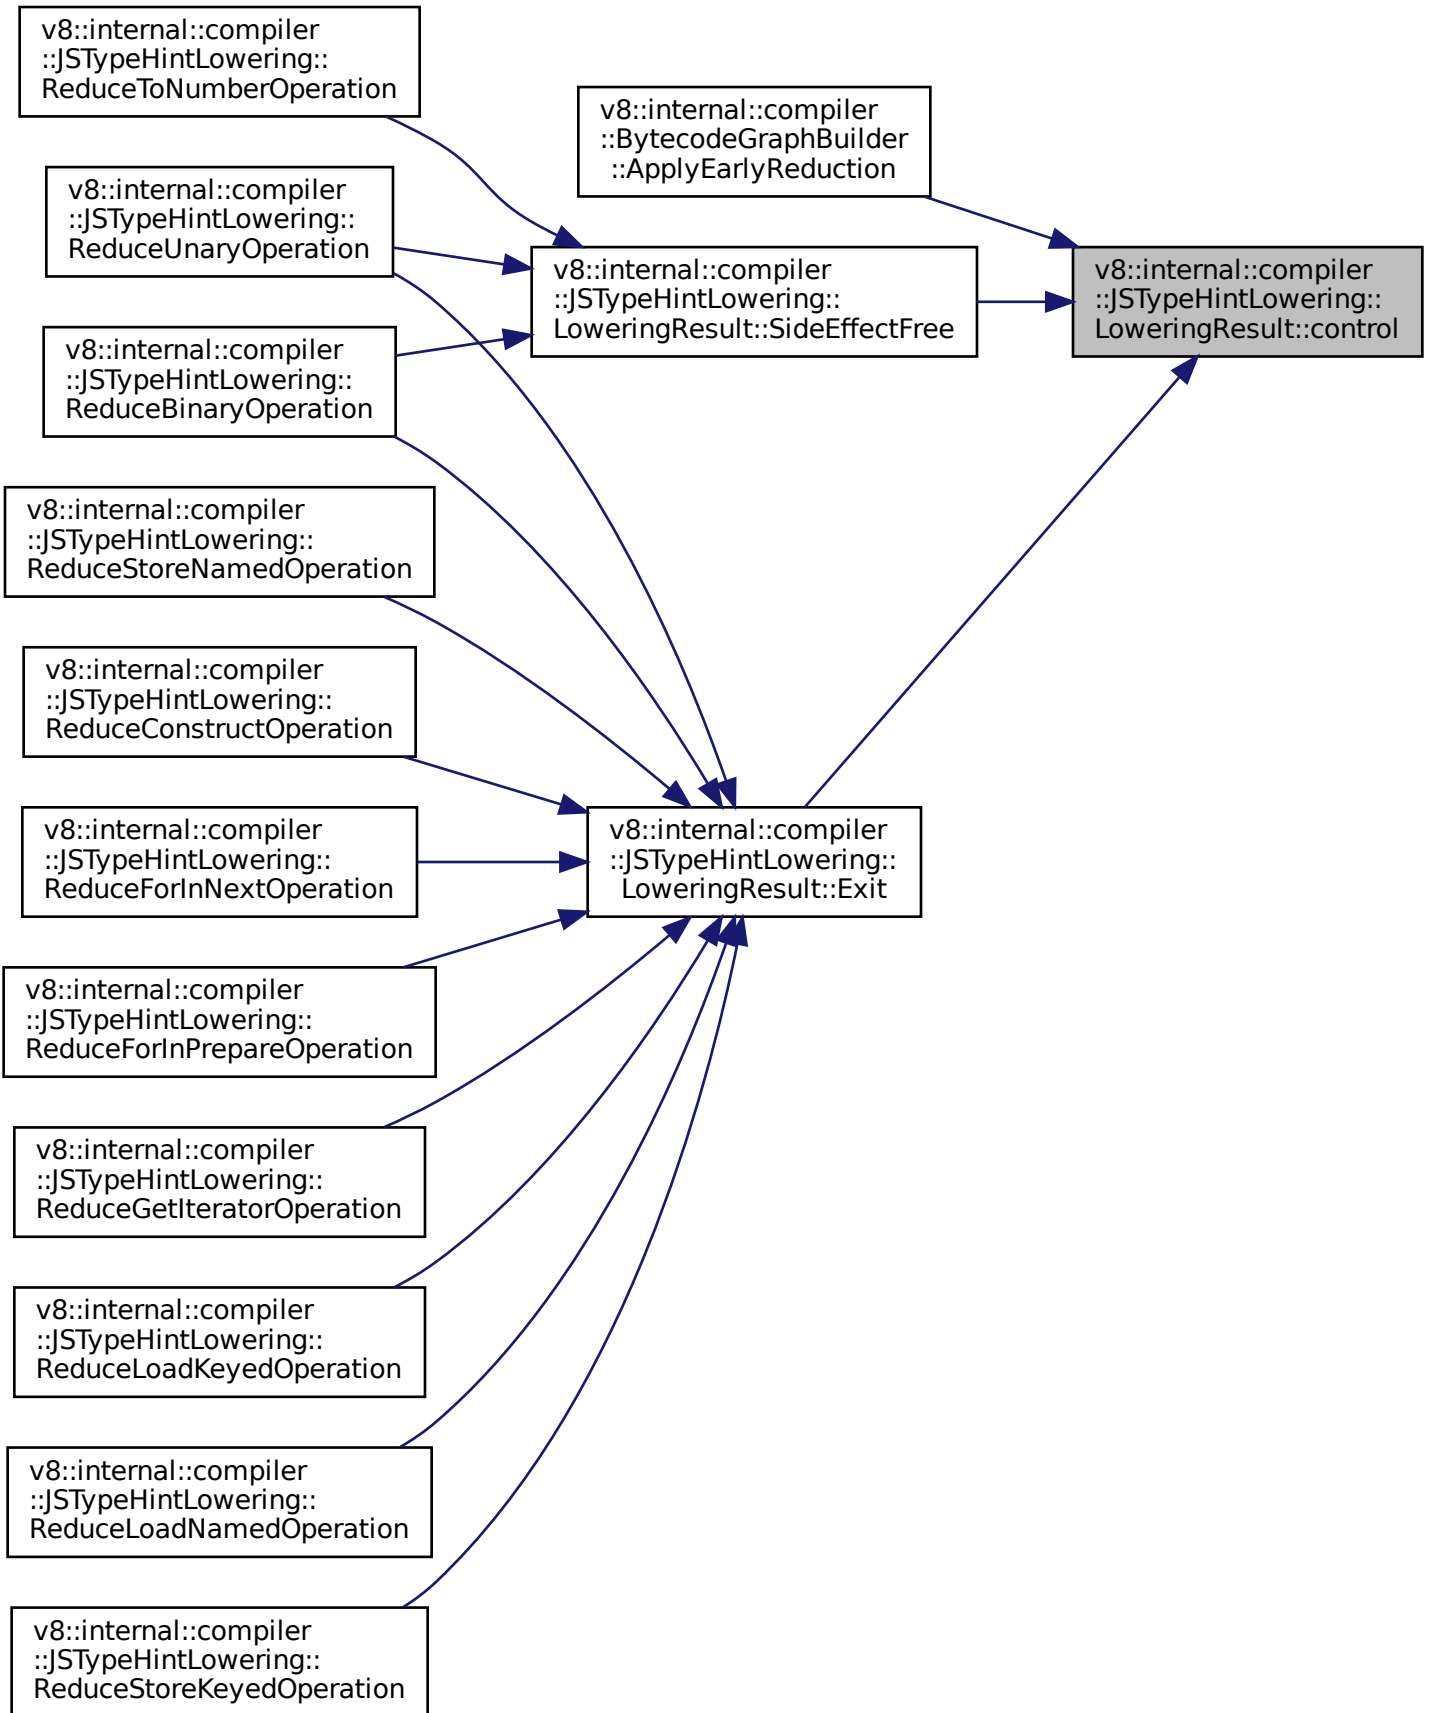 v8::internal::compiler
::JSTypeHintLowering::
ReduceToNumberOperation
v8::internal::compiler
::BytecodeGraphBuilder
::ApplyEarlyReduction
v8::internal::compiler
::JSTypeHintLowering::
ReduceUnaryOperation
v8::internal::compiler
::JSTypeHintLowering::
LoweringResult::SideEffectFree
v8::internal::compiler
::JSTypeHintLowering::
LoweringResult::control
v8::internal::compiler
::JSTypeHintLowering::
ReduceBinaryOperation
v8::internal::compiler
::JSTypeHintLowering::
ReduceStoreNamedOperation
v8::internal::compiler
::JSTypeHintLowering::
ReduceConstructOperation
v8::internal::compiler
::JSTypeHintLowering::
ReduceForInNextOperation
v8::internal::compiler
::JSTypeHintLowering::
LoweringResult::Exit
v8::internal::compiler
::JSTypeHintLowering::
ReduceForInPrepareOperation
v8::internal::compiler
::JSTypeHintLowering::
ReduceGetIteratorOperation
v8::internal::compiler
::JSTypeHintLowering::
ReduceLoadKeyedOperation
v8::internal::compiler
::JSTypeHintLowering::
ReduceLoadNamedOperation
v8::internal::compiler
::JSTypeHintLowering::
ReduceStoreKeyedOperation